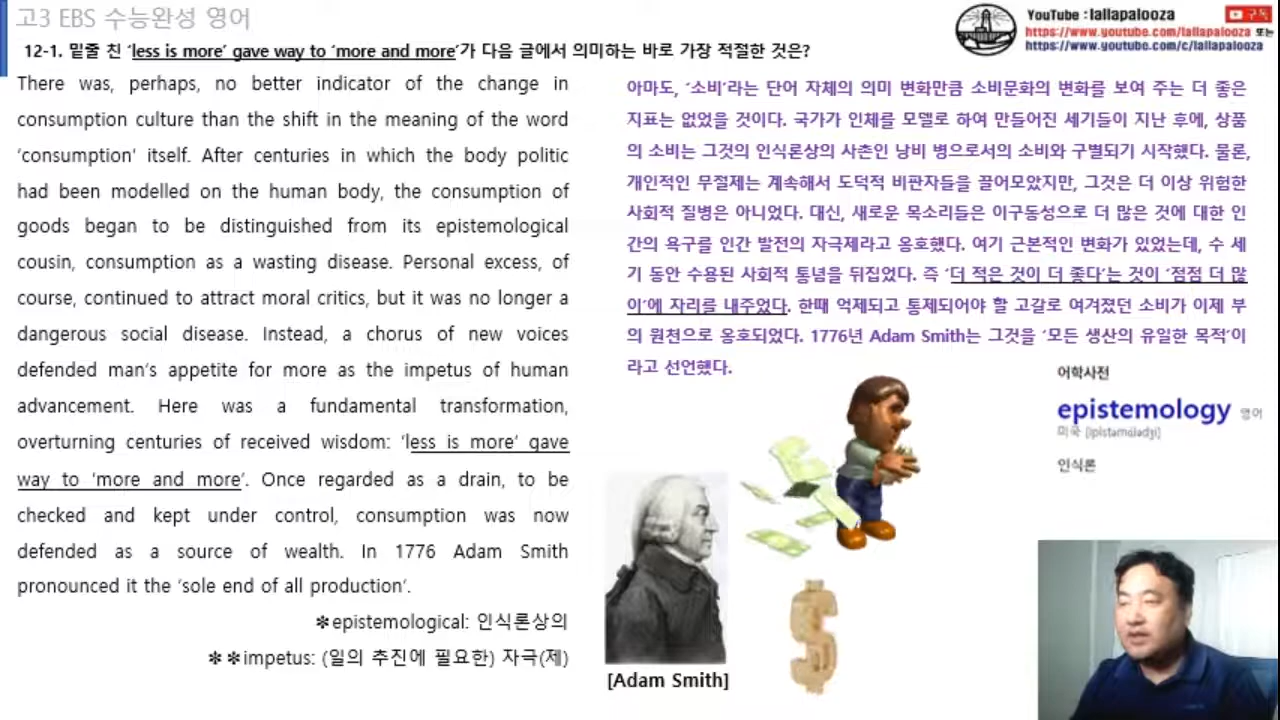 고3 EBS 수능완성 영어
YouTube : lallapalooza
구독
https://www.youtube.com/lallapalooza 또는
https://www.youtube.com/c/lallapalooza
12-1. 밑줄 친 ‘less is more’ gave way to ‘more and more’가 다음 글에서 의미하는 바로 가장 적절한 것은?
There was, perhaps, no better indicator of the change in
consumption culture than the shift in the meaning of the word
‘consumption’ itself. After centuries in which the body politic
had been modelled on the human body, the consumption of
goods began to be distinguished from its epistemological
cousin, consumption as a wasting disease. Personal excess, of
course, continued to attract moral critics, but it was no longer a
dangerous social disease. Instead, a chorus of new voices
defended man’s appetite for more as the impetus of human
advancement. Here was a fundamental transformation,
overturning centuries of received wisdom: ‘less is more’ gave
way to ‘more and more’. Once regarded as a drain, to be
checked and kept under control, consumption was now
defended as a source of wealth. In 1776 Adam Smith
pronounced it the ‘sole end of all production’.
✻epistemological: 인식론상의
✻✻impetus: (일의 추진에 필요한) 자극(제)
아마도, ‘소비’라는 단어 자체의 의미 변화만큼 소비문화의 변화를 보여 주는 더 좋은
지표는 없었을 것이다. 국가가 인체를 모델로 하여 만들어진 세기들이 지난 후에, 상품
의 소비는 그것의 인식론상의 사촌인 낭비 병으로서의 소비와 구별되기 시작했다. 물론,
개인적인 무절제는 계속해서 도덕적 비판자들을 끌어모았지만, 그것은 더 이상 위험한
사회적 질병은 아니었다. 대신, 새로운 목소리들은 이구동성으로 더 많은 것에 대한 인
간의 욕구를 인간 발전의 자극제라고 옹호했다. 여기 근본적인 변화가 있었는데, 수 세
기 동안 수용된 사회적 통념을 뒤집었다. 즉 ‘더 적은 것이 더 좋다’는 것이 ‘점점 더 많
이’에 자리를 내주었다. 한때 억제되고 통제되어야 할 고갈로 여겨졌던 소비가 이제 부
의 원천으로 옹호되었다. 1776년 Adam Smith는 그것을 ‘모든 생산의 유일한 목적’이
라고 선언했다.
어학사전
epistemology 영어
미국
인식론
[Adam Smith]